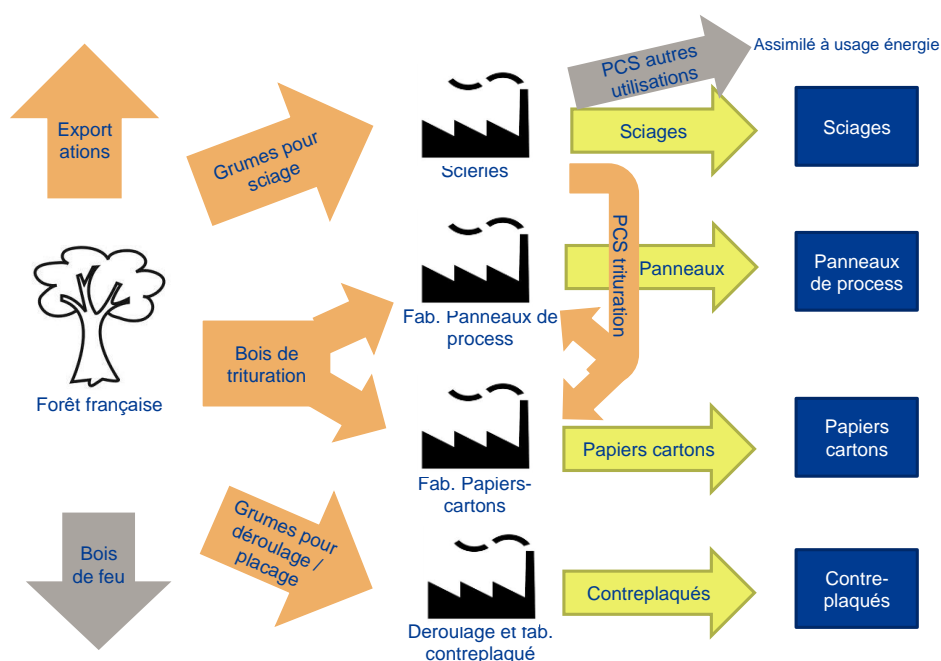 Export
ations
Grumes pour
sciage
Scieries
PCS autres
utilisations
Assimilé à usage énergie
Sciages
Sciages
PCS trituration
Forêt française
Bois de
trituration
Fab. Panneaux de
process
Panneaux
Panneaux
de process
Fab. Papiers-
cartons
Papiers cartons
Papiers
cartons
Bois
de feu
Grumes pour
déroulage /
placage
Déroulage et fab.
contreplaqué
Contreplaqués
Contre-
plaqués